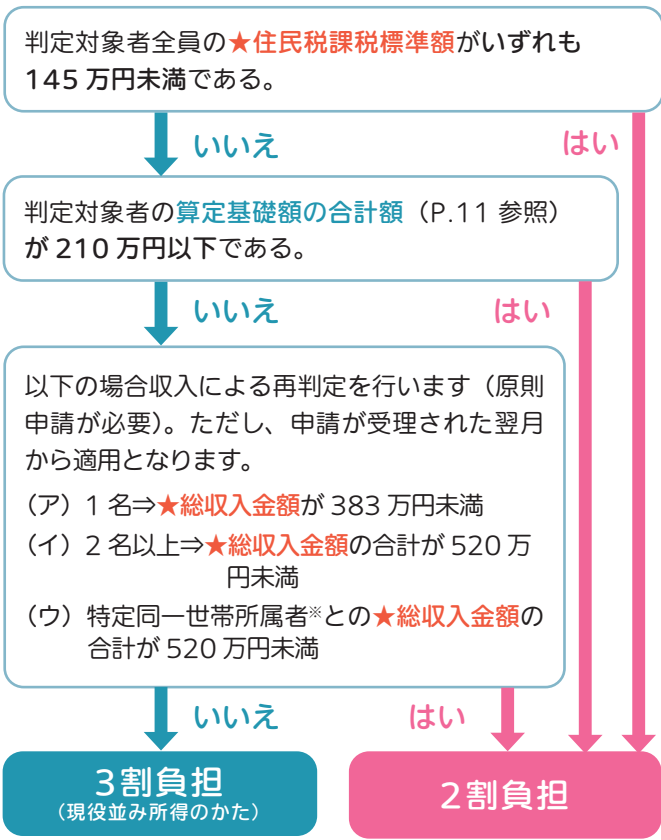 判定対象者全員の★住民税課税標準額がいずれも
145万円未満である。
いいえ
はい
判定対象者の算定基礎額の合計額（P.11 参照）
が210万円以下である。
いいえ
はい
以下の場合収入による再判定を行います（原則
申請が必要）。ただし、申請が受理された翌月
から適用となります。
（ア）1名⇒★総収入金額が383万円未満
（イ）2名以上⇒★総収入金額の合計が520万
円未満
（ウ）特定同一世帯所属者※との★総収入金額の
合計が520万円未満
いいえ
はい
3割負担
（現役並み所得のかた）
2割負担